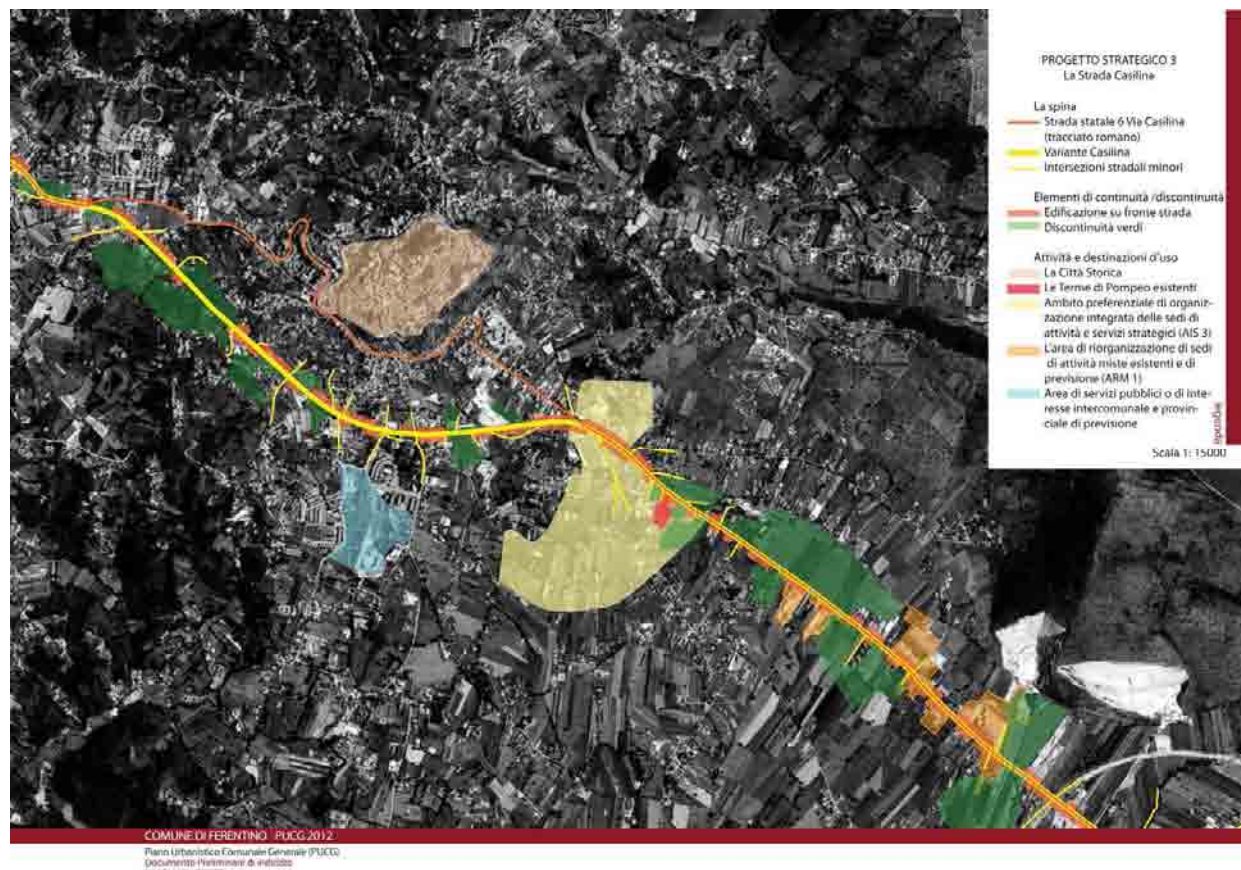 PROGETTO STRATEGICO 3
La Strada Casilina
La spina
Strada statale 6 Via Casilina
(tracciato romano)
Variante Casilina
Intersezioni stradali minori
Elementi di continuità /discontinuità
Edificazione su fronte strada
Discontinuità verdi
Attività e destinazioni d'uso
La Città Storica
Le Terme di Pompeo esistenti
Ambito preferenziale di organiz-
zazione integrata delle sedi di
attività e servizi strategici (AIS 3)
L'area di riorganizzazione di sedi
di attività miste esistenti e di
previsione (ARM 1)
Area di servizi pubblici o di inte-
resse intercomunale e provin-
ciale di previsione
legenda
Scala 1: 15000
COMUNE DI FERENTINO PUCG 2012
Piano Urbanistico Comunale Generale (PUCG)
Documento Preliminare di indirizzo